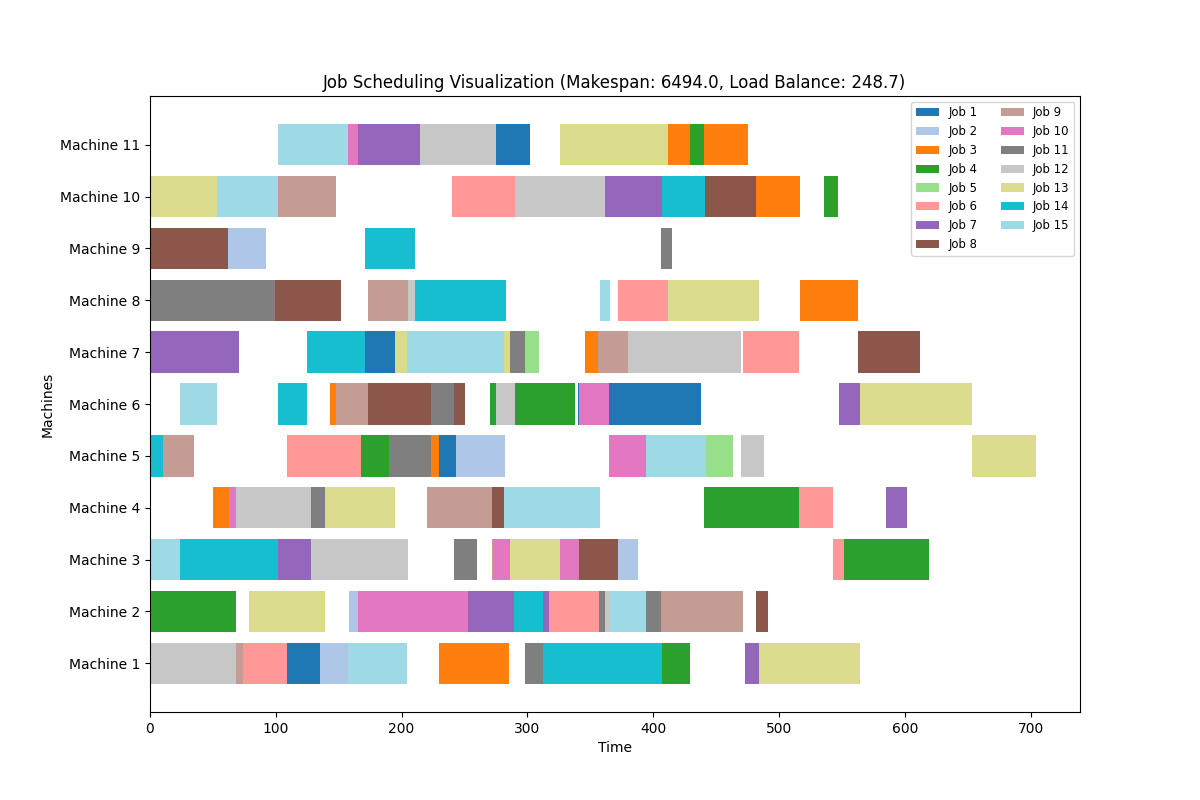 Job Scheduling Visualization (Makespan: 6494.0, Load Balance: 248.7)
Machine 11
Machine 10
Machine 9
Machine 8
Machine 7
Machine 6
Machine 5
Machine 4
Machine 3
Machine 2
Machine 1
Machines
0 100 200 300 400 500 600 700
Time
Job 1
Job 2
Job 3
Job 4
Job 5
Job 6
Job 7
Job 8
Job 9
Job 10
Job 11
Job 12
Job 13
Job 14
Job 15